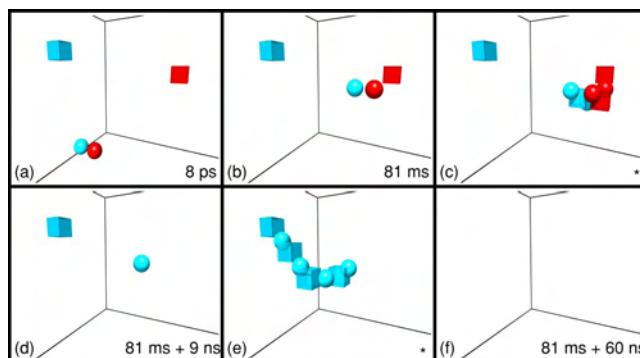 (a) 8 ps
(b) 81 ms
(c) *
(d) 81 ms + 9 ns
(e) *
(f) 81 ms + 60 ns